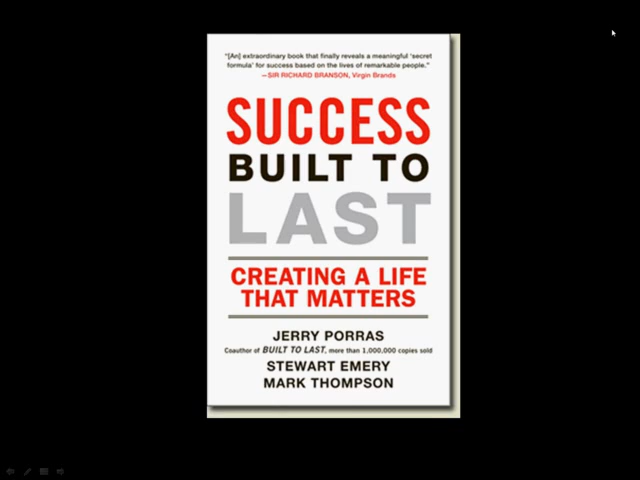 "[An] extraordinary book that finally reveals a meaningful 'secret
formula' for success based on the lives of remarkable people."
—SIR RICHARD BRANSON, Virgin Brands
SUCCESS
BUILT TO
LAST
CREATING A LIFE
THAT MATTERS
JERRY PORRAS
Coauthor of BUILT TO LAST, more than 1,000,000 copies sold
STEWART EMERY
MARK THOMPSON